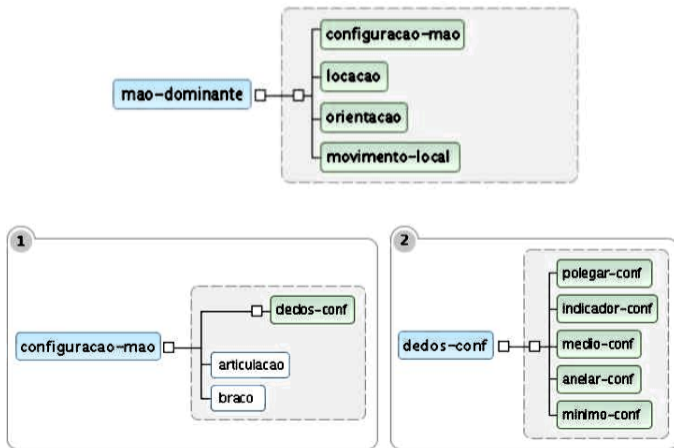 configuracao-mao
locacao
mao-dominante
orientacao
movimento-local
1
dedos-conf
configuracao-mao
articulacao
braco
2
polegar-conf
indicador-conf
dedos-conf
medio-conf
anelar-conf
minimo-conf